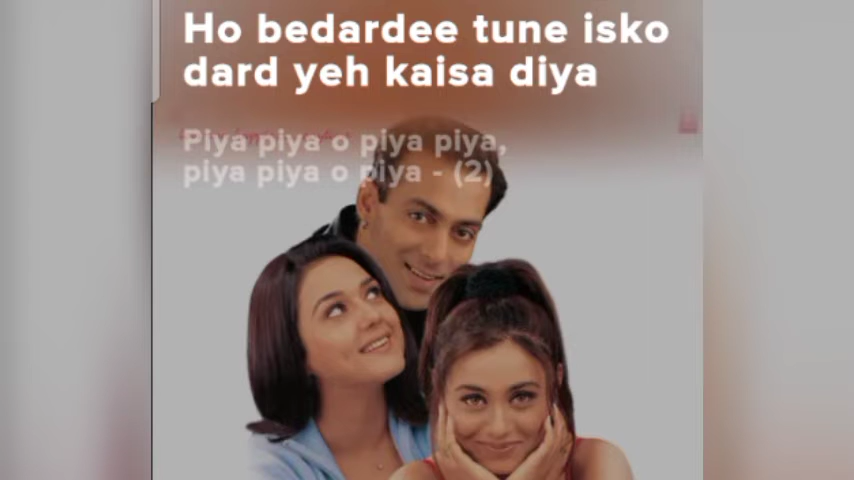 Ho bedardee tune isko
dard yeh kaisa diya
Piya piya o piya piya,
piya piya o piya - (2)